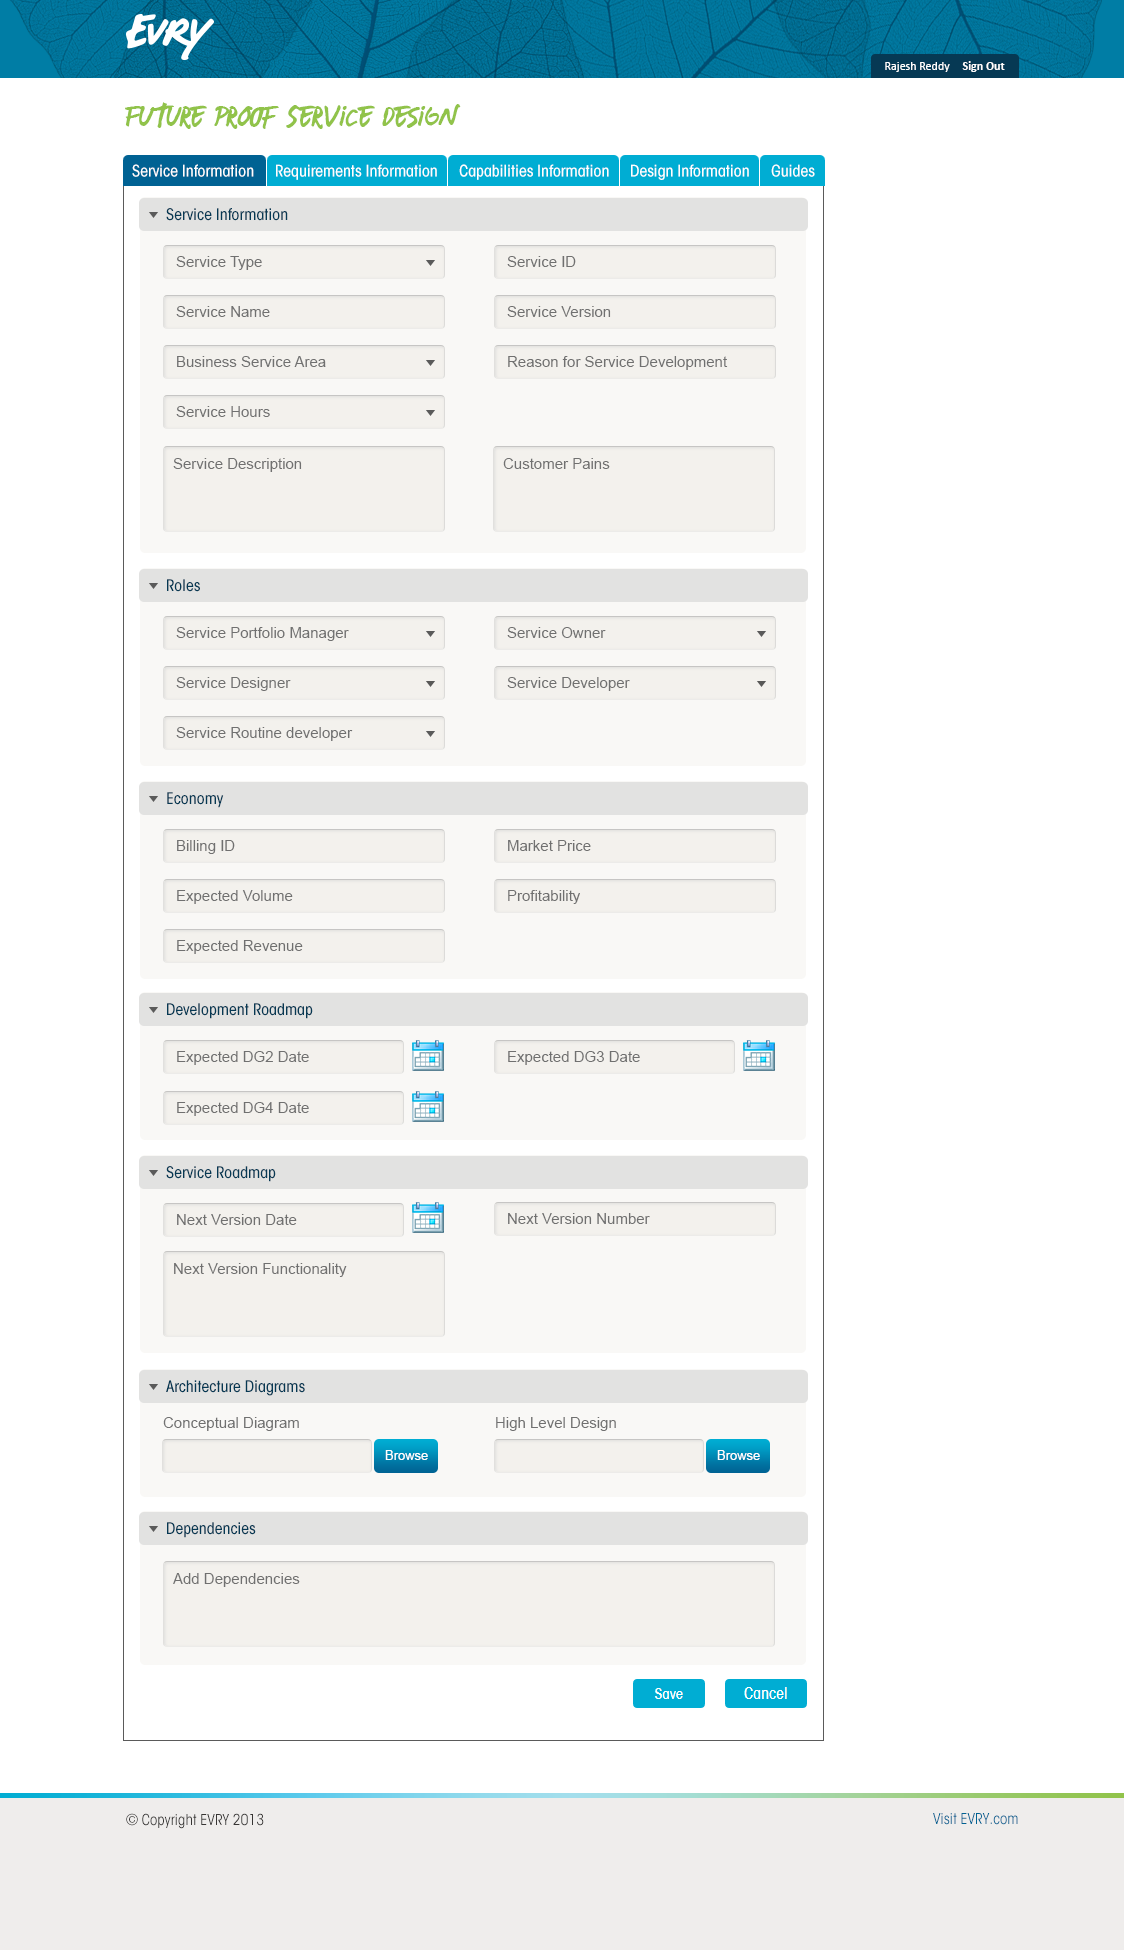 EVRY
Rajesh Reddy Sign Out
FUTURE PROOF SERVICE DESIGN
Service Information Requirements Information Capabilities Information Design Information Guides
Service Information
Service Type Service ID
Service Name Service Version
Business Service Area Reason for Service Development
Service Hours
Service Description Customer Pains
Roles
Service Portfolio Manager Service Owner
Service Designer Service Developer
Service Routine developer
Economy
Billing ID Market Price
Expected Volume Profitability
Expected Revenue
Development Roadmap
Expected DG2 Date Expected DG3 Date
Expected DG4 Date
Service Roadmap
Next Version Date Next Version Number
Next Version Functionality
Architecture Diagrams
Conceptual Diagram High Level Design
Browse Browse
Dependencies
Add Dependencies
Save Cancel
© Copyright EVRY 2013 Visit EVRY.com